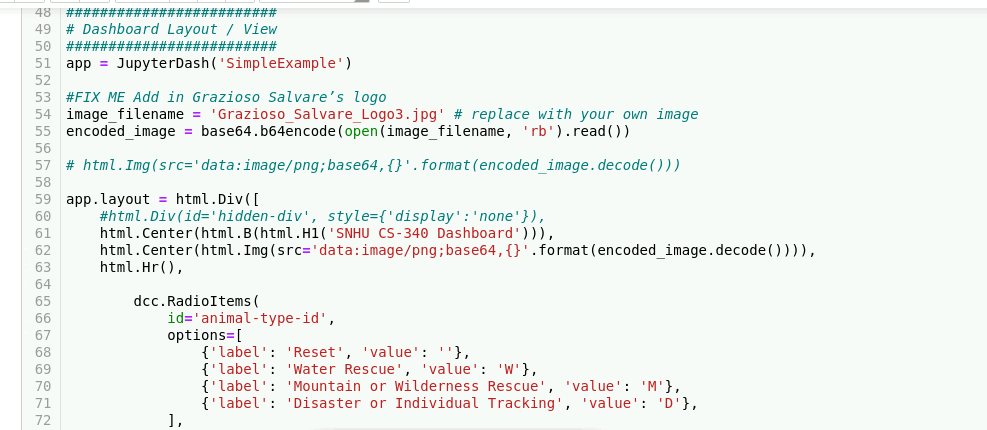 48 #########################
49 # Dashboard Layout / View
50 #########################
51 app = JupyterDash('SimpleExample')
52
53 #FIX ME Add in Grazioso Salvare’s logo
54 image_filename = 'Grazioso_Salvare_Logo3.jpg' # replace with your own image
55 encoded_image = base64.b64encode(open(image_filename, 'rb').read())
56
57 # html.Img(src='data:image/png;base64,{}'.format(encoded_image.decode()))
58
59 app.layout = html.Div([
60     #html.Div(id='hidden-div', style={'display':'none'}),
61     html.Center(html.B(html.H1('SNHU CS-340 Dashboard'))),
62     html.Center(html.Img(src='data:image/png;base64,{}'.format(encoded_image.decode()))),
63     html.Hr(),
64
65         dcc.RadioItems(
66             id='animal-type-id',
67             options=[
68                 {'label': 'Reset', 'value': ''},
69                 {'label': 'Water Rescue', 'value': 'W'},
70                 {'label': 'Mountain or Wilderness Rescue', 'value': 'M'},
71                 {'label': 'Disaster or Individual Tracking', 'value': 'D'},
72             ],